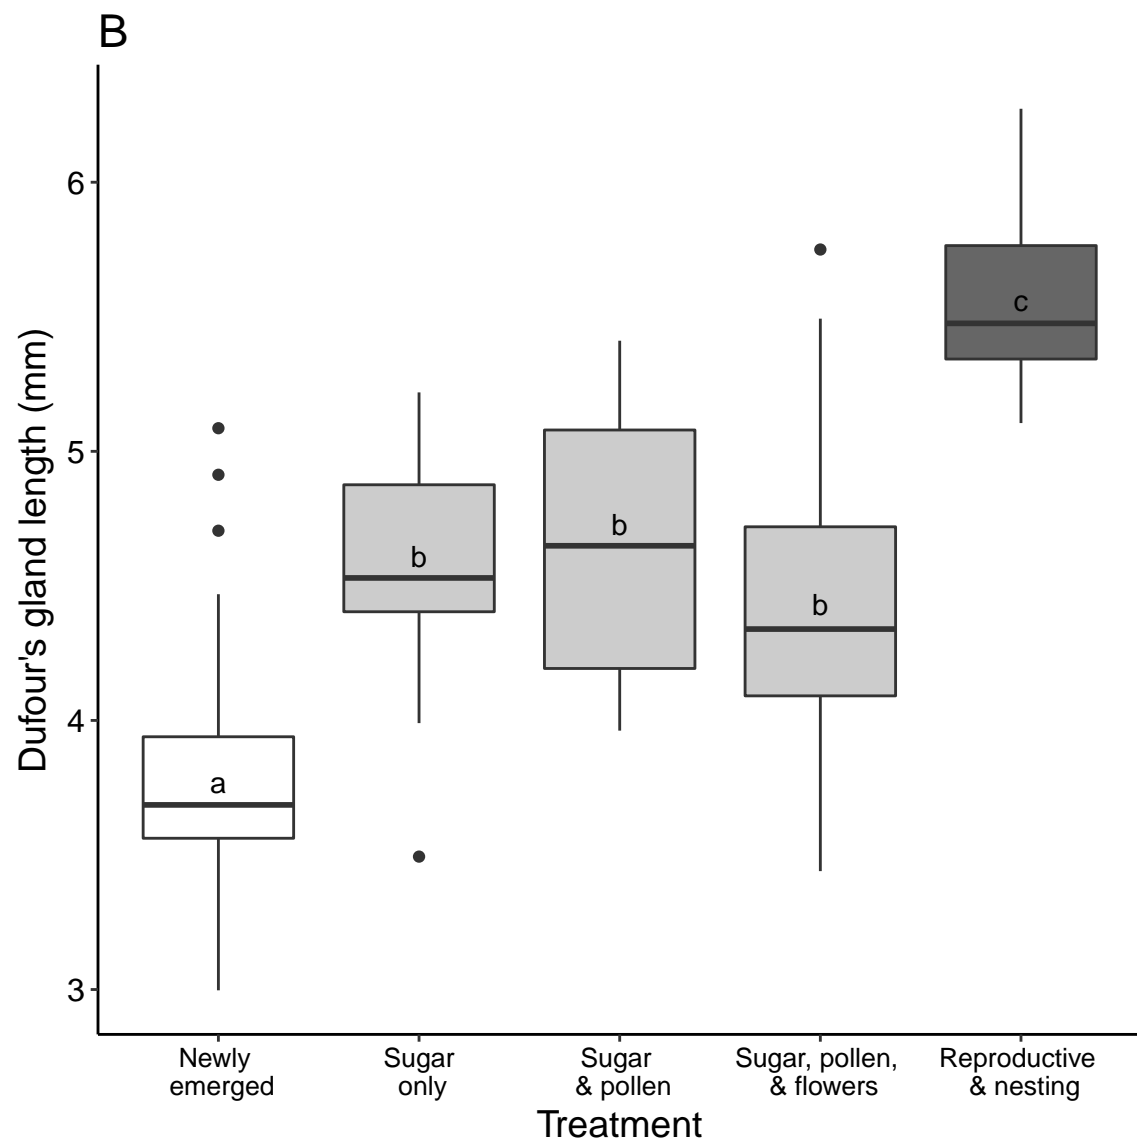 B
6
5
4
3
Dufour's gland length (mm)
a
b
b
b
c
Newly
emerged
Sugar
only
Sugar
& pollen
Sugar, pollen,
& flowers
Reproductive
& nesting
Treatment